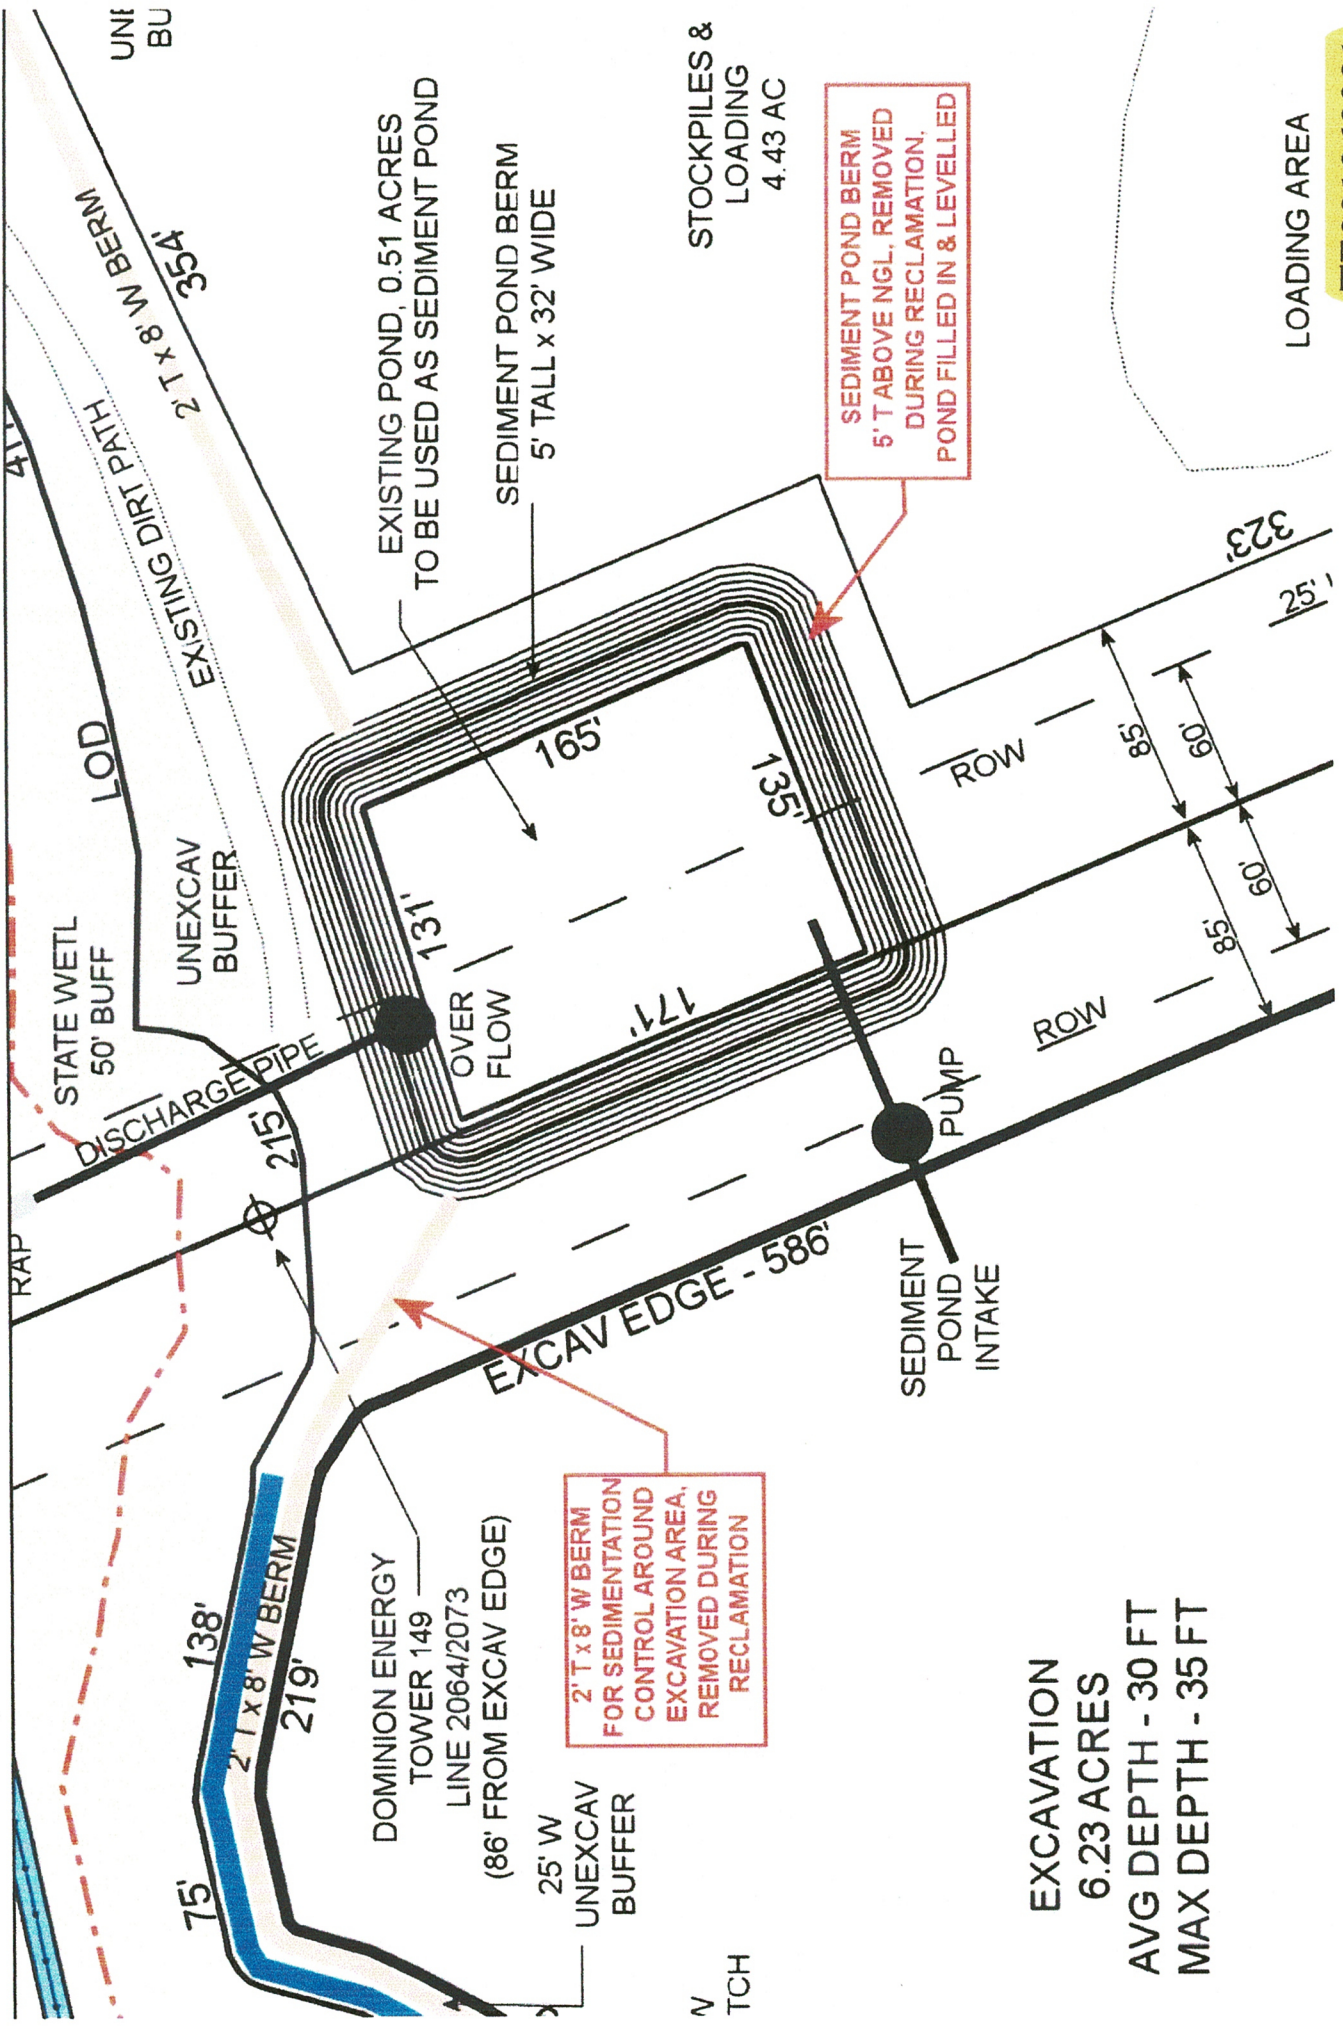 UNE
BU
2' T x 8' W BERM
354'
EXISTING DIRT PATH
LOD
UNEXCAV
BUFFER
STATE WETL
50' BUFF
DISCHARGE PIPE
215'
RAP
EXISTING POND, 0.51 ACRES
TO BE USED AS SEDIMENT POND
SEDIMENT POND BERM
5' TALL x 32' WIDE
STOCKPILES &
LOADING
4.43 AC
SEDIMENT POND BERM
5' T ABOVE NGL, REMOVED
DURING RECLAMATION,
POND FILLED IN & LEVELLED
LOADING AREA
165'
135'
131'
171'
OVER
FLOW
323'
25'
85'
60'
85'
60'
ROW
ROW
PUMP
SEDIMENT
POND
INTAKE
EXCAV EDGE - 586'
138'
2' T x 8' W BERM
219'
75'
DOMINION ENERGY
TOWER 149
LINE 2064/2073
(86' FROM EXCAV EDGE)
2' T x 8' W BERM
FOR SEDIMENTATION
CONTROL AROUND
EXCAVATION AREA,
REMOVED DURING
RECLAMATION
25' W
UNEXCAV
BUFFER
TCH
EXCAVATION
6.23 ACRES
AVG DEPTH - 30 FT
MAX DEPTH - 35 FT